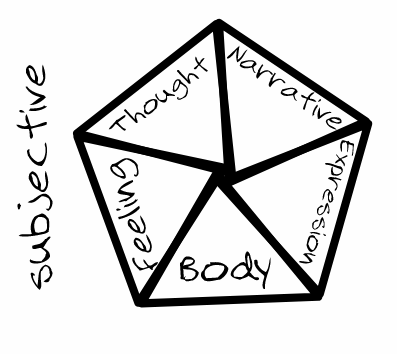 subjective
Thought
Narrative
Expression
Body
Feeling